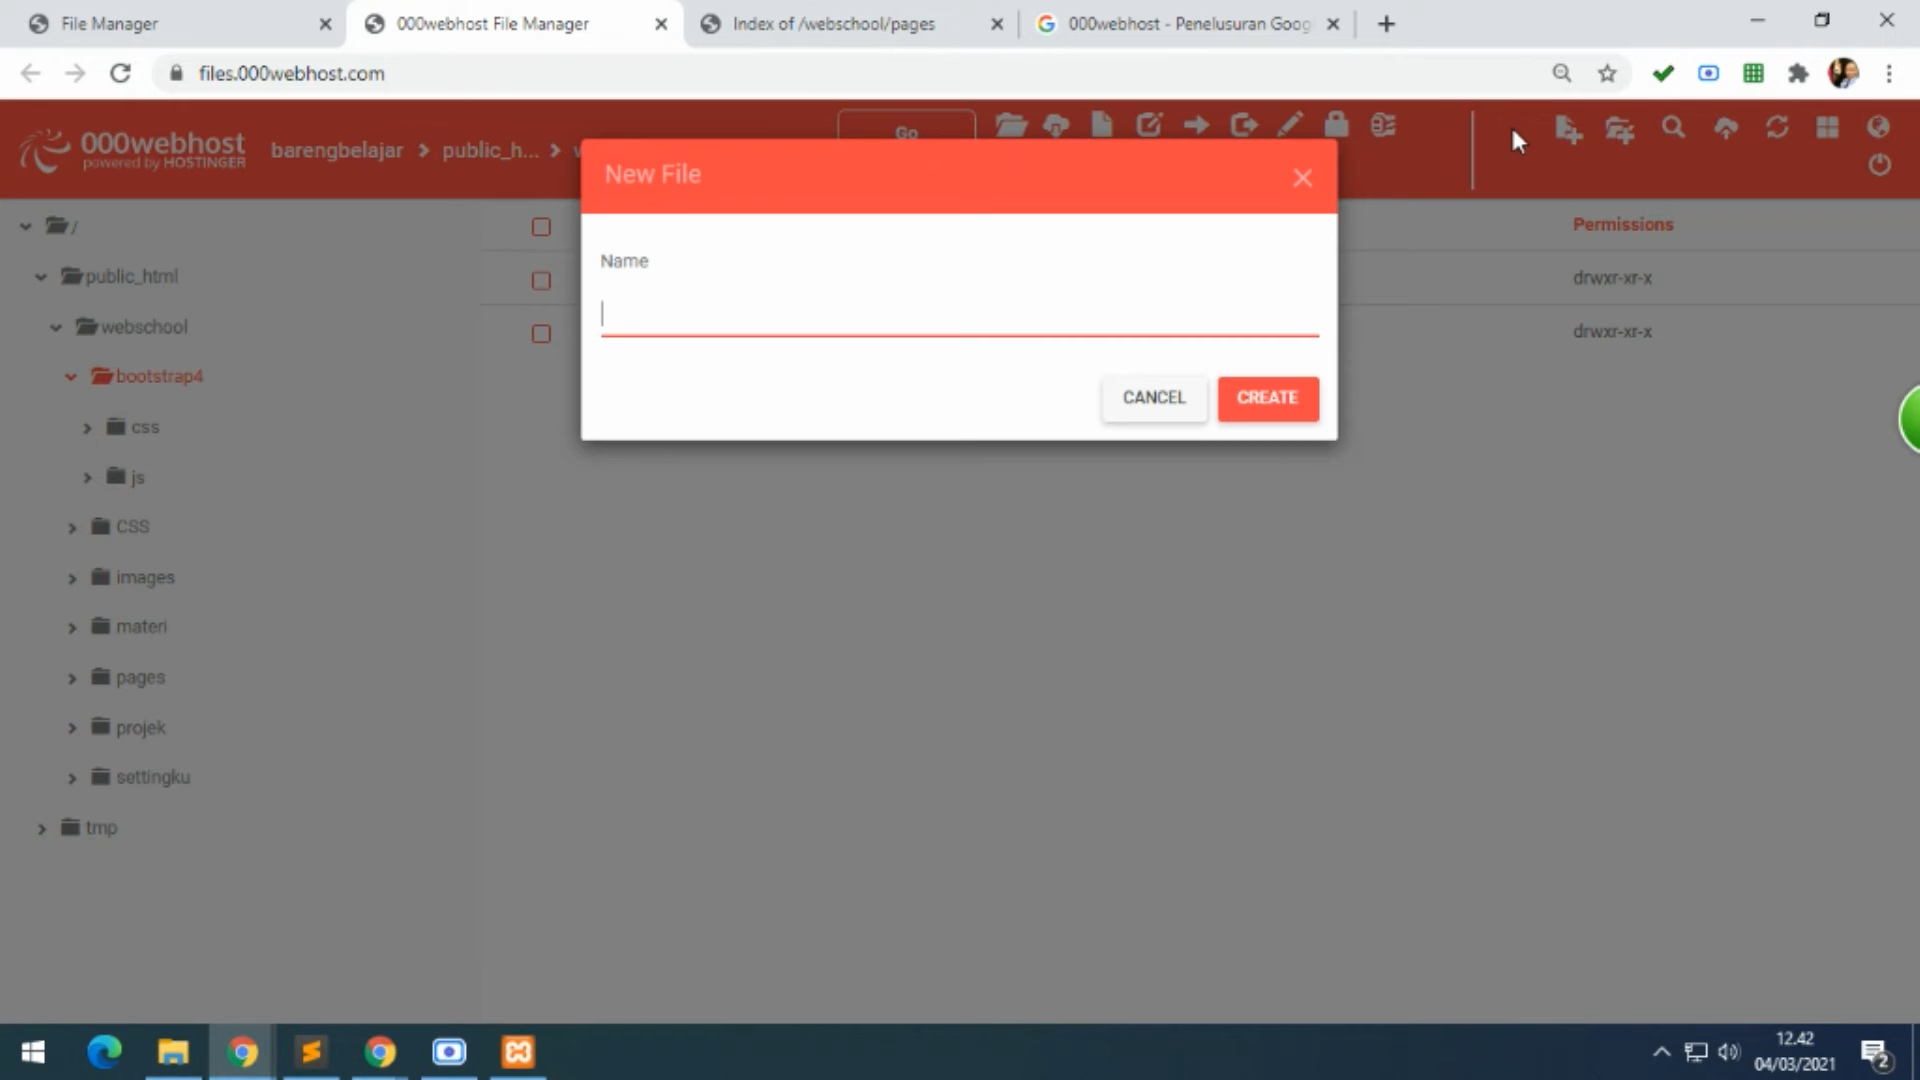 File Manager
000webhost File Manager
Index of /webschool/pages
000webhost - Penelusuran Goog
files.000webhost.com
000webhost
powered by HOSTINGER
barengbelajar > public_h... >
Go
New File
Name
CANCEL
CREATE
Permissions
drwxr-xr-x
drwxr-xr-x
/
public_html
webschool
bootstrap4
css
js
CSS
images
materi
pages
projek
settingku
tmp
12.42
04/03/2021
2